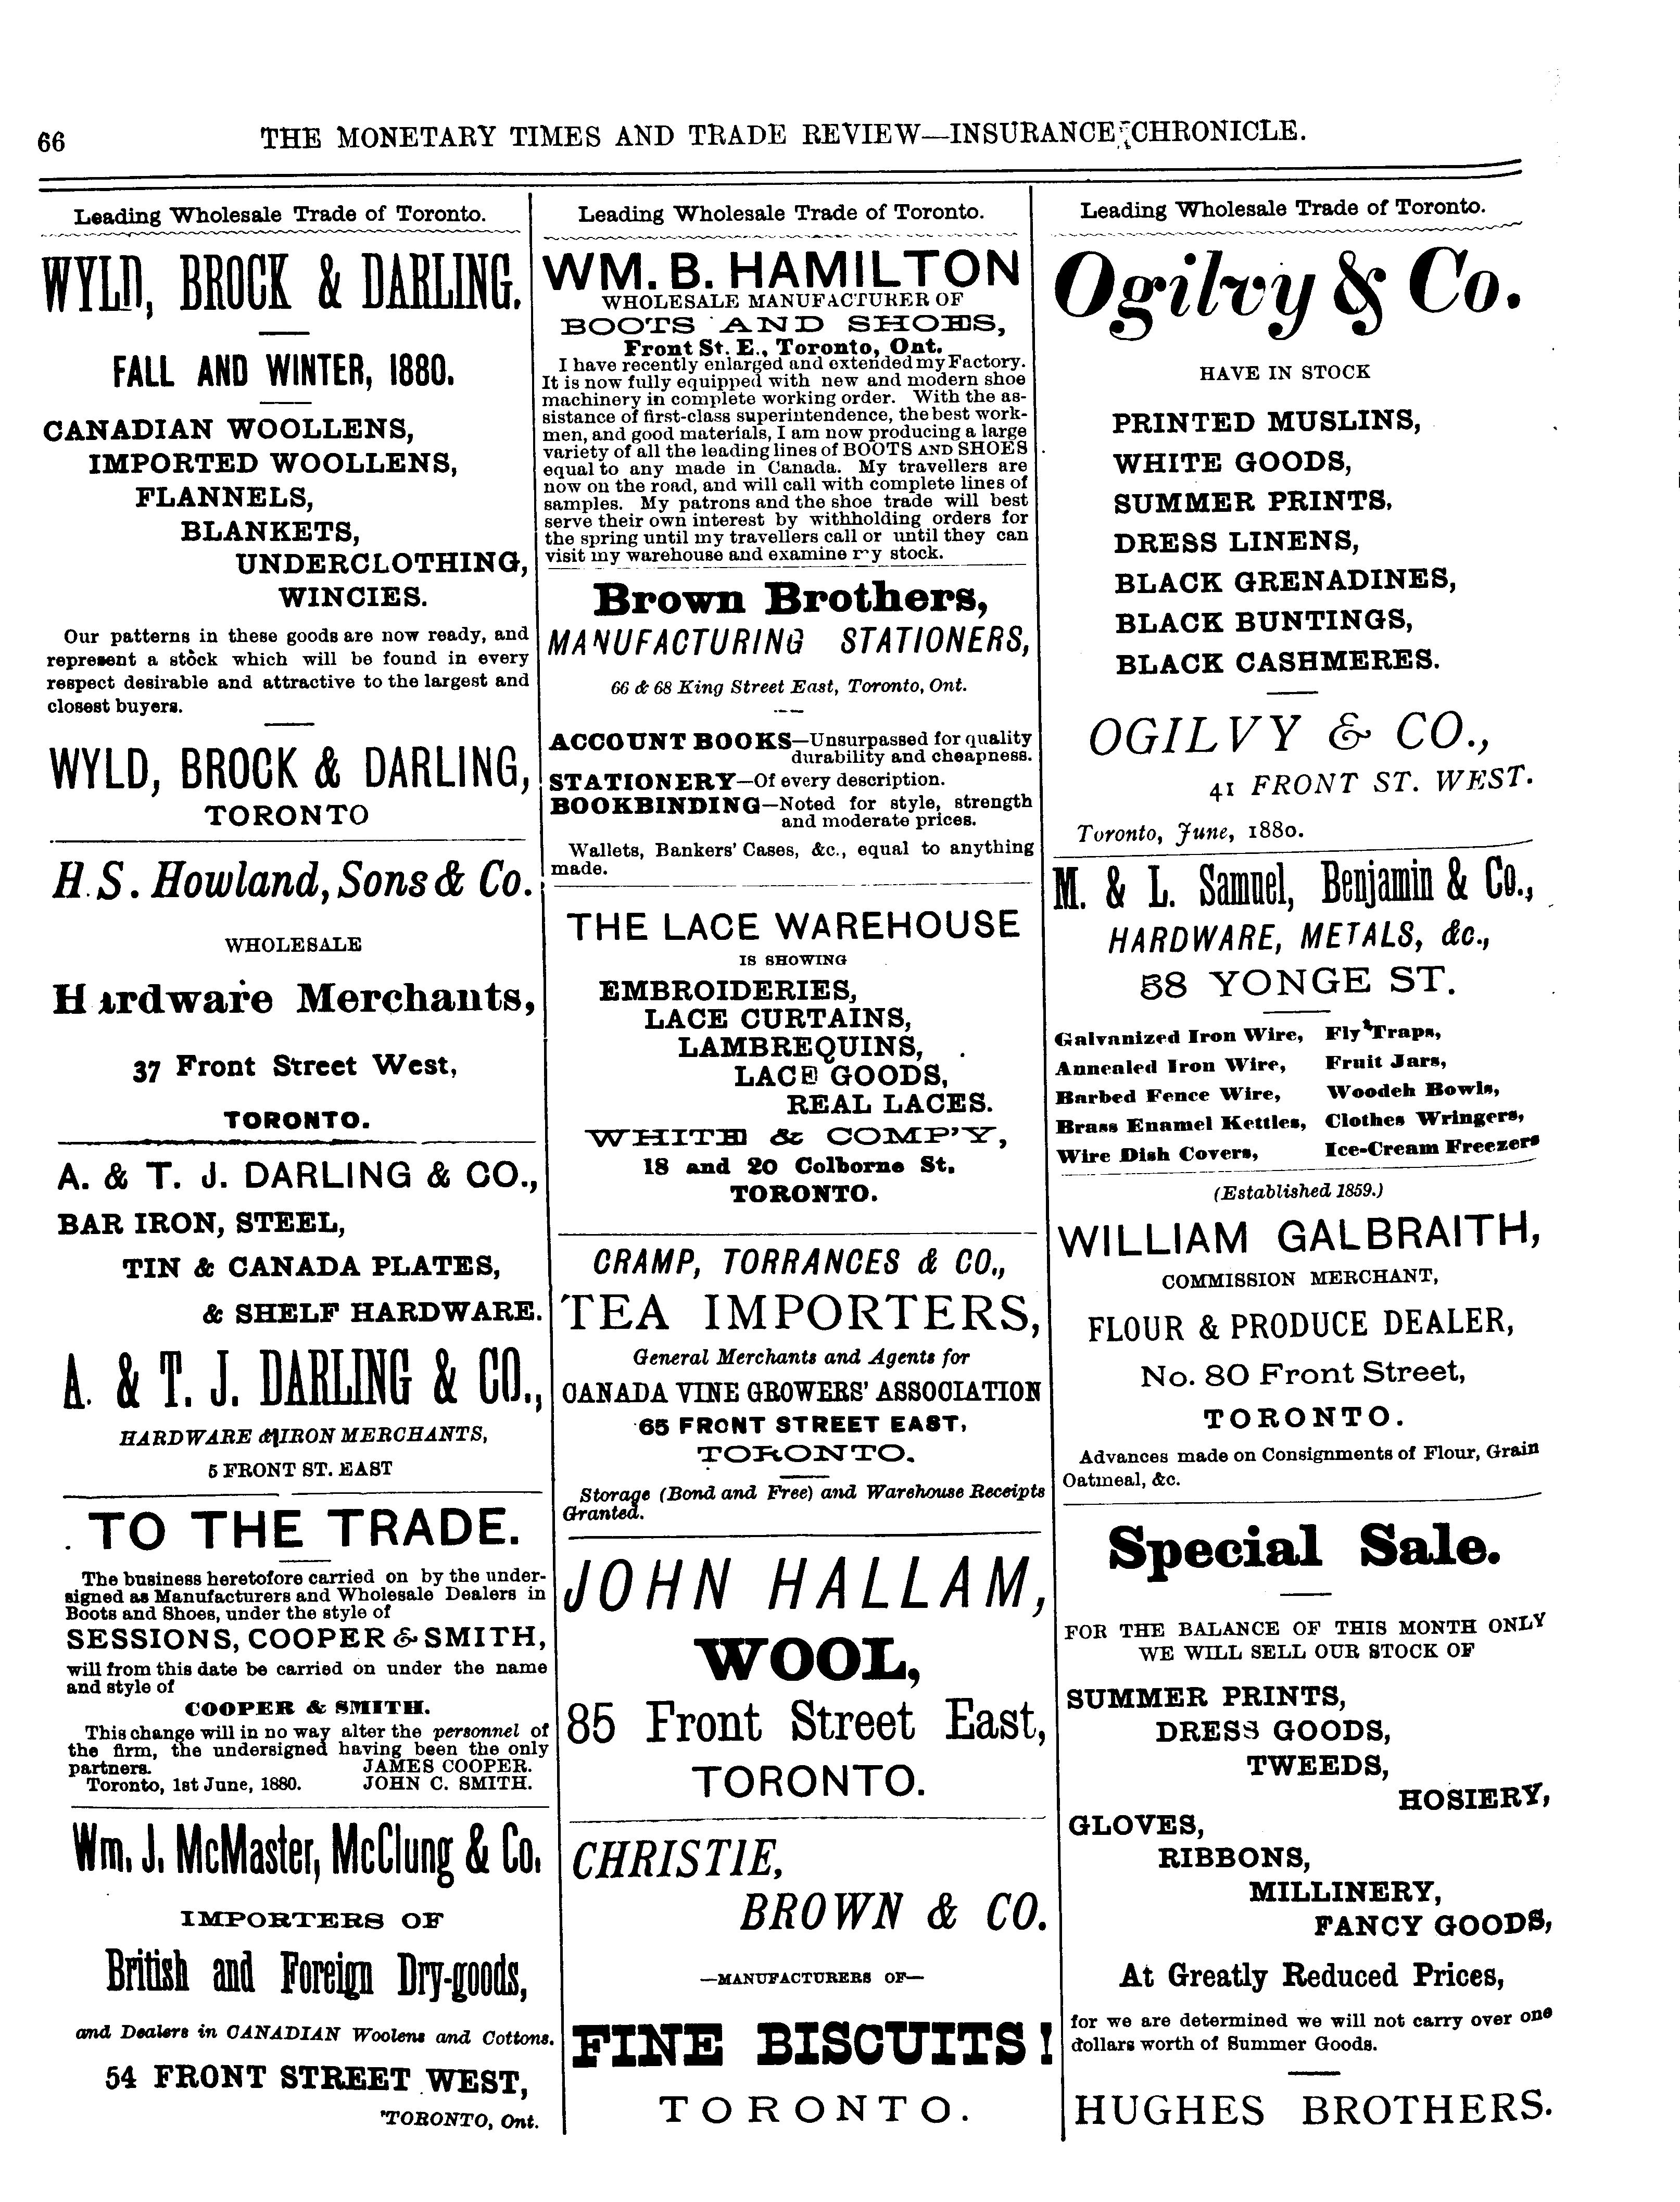 66
THE MONETARY TIMES AND TRADE REVIEW—INSURANCE CHRONICLE.
Leading Wholesale Trade of Toronto.
WYLD, BROCK & DARLING.
FALL AND WINTER, 1880.
CANADIAN WOOLLENS,
IMPORTED WOOLLENS,
FLANNELS,
BLANKETS,
UNDERCLOTHING,
WINCIES.
Our patterns in these goods are now ready, and
represent a stock which will be found in every
respect desirable and attractive to the largest and
closest buyers.
WYLD, BROCK & DARLING,
TORONTO
H. S. Howland, Sons & Co.
WHOLESALE
Hardware Merchants,
37 Front Street West,
TORONTO.
A. & T. J. DARLING & CO.,
BAR IRON, STEEL,
TIN & CANADA PLATES,
& SHELF HARDWARE.
A. & T. J. DARLING & CO.,
HARDWARE & IRON MERCHANTS,
5 FRONT ST. EAST
TO THE TRADE.
The business heretofore carried on by the under-
signed as Manufacturers and Wholesale Dealers in
Boots and Shoes, under the style of
SESSIONS, COOPER & SMITH,
will from this date be carried on under the name
and style of
COOPER & SMITH.
This change will in no way alter the personnel of
the firm, the undersigned having been the only
partners. JAMES COOPER.
Toronto, 1st June, 1880. JOHN C. SMITH.
Wm. J. McMaster, McClung & Co.
IMPORTERS OF
British and Foreign Dry-goods,
and Dealers in CANADIAN Woolens and Cottons.
54 FRONT STREET WEST,
TORONTO, Ont.
Leading Wholesale Trade of Toronto.
WM. B. HAMILTON
WHOLESALE MANUFACTURER OF
BOOTS AND SHOES,
Front St. E., Toronto, Ont.
I have recently enlarged and extended my Factory.
It is now fully equipped with new and modern shoe
machinery in complete working order. With the as-
sistance of first-class superintendence, the best work-
men, and good materials, I am now producing a large
variety of all the leading lines of BOOTS AND SHOES
equal to any made in Canada. My travellers are
now on the road, and will call with complete lines of
samples. My patrons and the shoe trade will best
serve their own interest by withholding orders for
the spring until my travellers call or until they can
visit my warehouse and examine my stock.
Brown Brothers,
MANUFACTURING STATIONERS,
66 & 68 King Street East, Toronto, Ont.
ACCOUNT BOOKS—Unsurpassed for quality
durability and cheapness.
STATIONERY—Of every description.
BOOKBINDING—Noted for style, strength
and moderate prices.
Wallets, Bankers' Cases, &c., equal to anything
made.
THE LACE WAREHOUSE
IS SHOWING
EMBROIDERIES,
LACE CURTAINS,
LAMBREQUINS,
LACE GOODS,
REAL LACES.
WHITE & COMP'Y,
18 and 20 Colborne St.
TORONTO.
CRAMP, TORRANCES & CO.,
TEA IMPORTERS,
General Merchants and Agents for
CANADA VINE GROWERS' ASSOCIATION
65 FRONT STREET EAST,
TORONTO.
Storage (Bond and Free) and Warehouse Receipts
Granted.
JOHN HALLAM,
WOOL,
85 Front Street East,
TORONTO.
CHRISTIE,
BROWN & CO.
—MANUFACTURERS OF—
FINE BISCUITS!
TORONTO.
Leading Wholesale Trade of Toronto.
Ogilvy & Co.
HAVE IN STOCK
PRINTED MUSLINS,
WHITE GOODS,
SUMMER PRINTS,
DRESS LINENS,
BLACK GRENADINES,
BLACK BUNTINGS,
BLACK CASHMERES.
OGILVY & CO.,
41 FRONT ST. WEST.
Toronto, June, 1880.
M. & L. Samuel, Benjamin & Co.,
HARDWARE, METALS, &c.,
58 YONGE ST.
Galvanized Iron Wire, Fly Traps,
Annealed Iron Wire, Fruit Jars,
Barbed Fence Wire, Woodeh Bowls,
Brass Enamel Kettles, Clothes Wringers,
Wire Dish Covers, Ice-Cream Freezers
(Established 1859.)
WILLIAM GALBRAITH,
COMMISSION MERCHANT,
FLOUR & PRODUCE DEALER,
No. 80 Front Street,
TORONTO.
Advances made on Consignments of Flour, Grain
Oatmeal, &c.
Special Sale.
FOR THE BALANCE OF THIS MONTH ONLY
WE WILL SELL OUR STOCK OF
SUMMER PRINTS,
DRESS GOODS,
TWEEDS,
HOSIERY,
GLOVES,
RIBBONS,
MILLINERY,
FANCY GOODS,
At Greatly Reduced Prices,
for we are determined we will not carry over one
dollars worth of Summer Goods.
HUGHES BROTHERS.